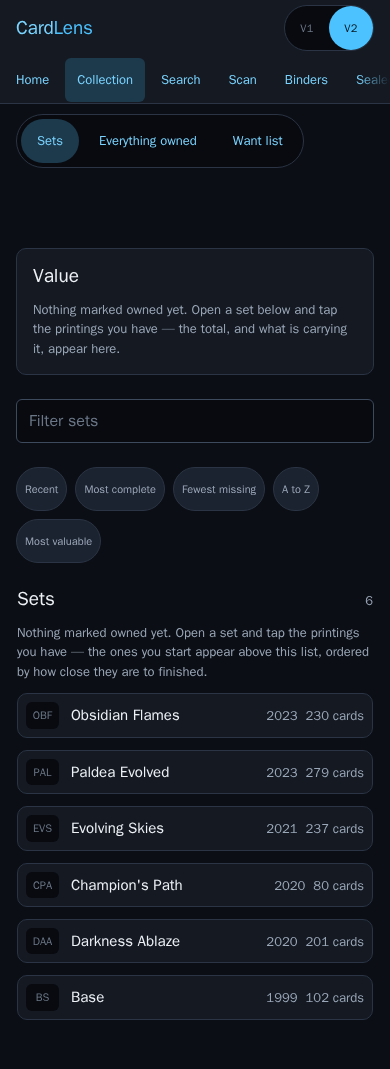 CardLens
V1 V2
Home Collection Search Scan Binders Seale
Sets Everything owned Want list
Value
Nothing marked owned yet. Open a set below and tap
the printings you have — the total, and what is carrying
it, appear here.
Filter sets
Recent Most complete Fewest missing A to Z
Most valuable
Sets 6
Nothing marked owned yet. Open a set and tap the printings
you have — the ones you start appear above this list, ordered
by how close they are to finished.
OBF Obsidian Flames 2023 230 cards
PAL Paldea Evolved 2023 279 cards
EVS Evolving Skies 2021 237 cards
CPA Champion's Path 2020 80 cards
DAA Darkness Ablaze 2020 201 cards
BS Base 1999 102 cards